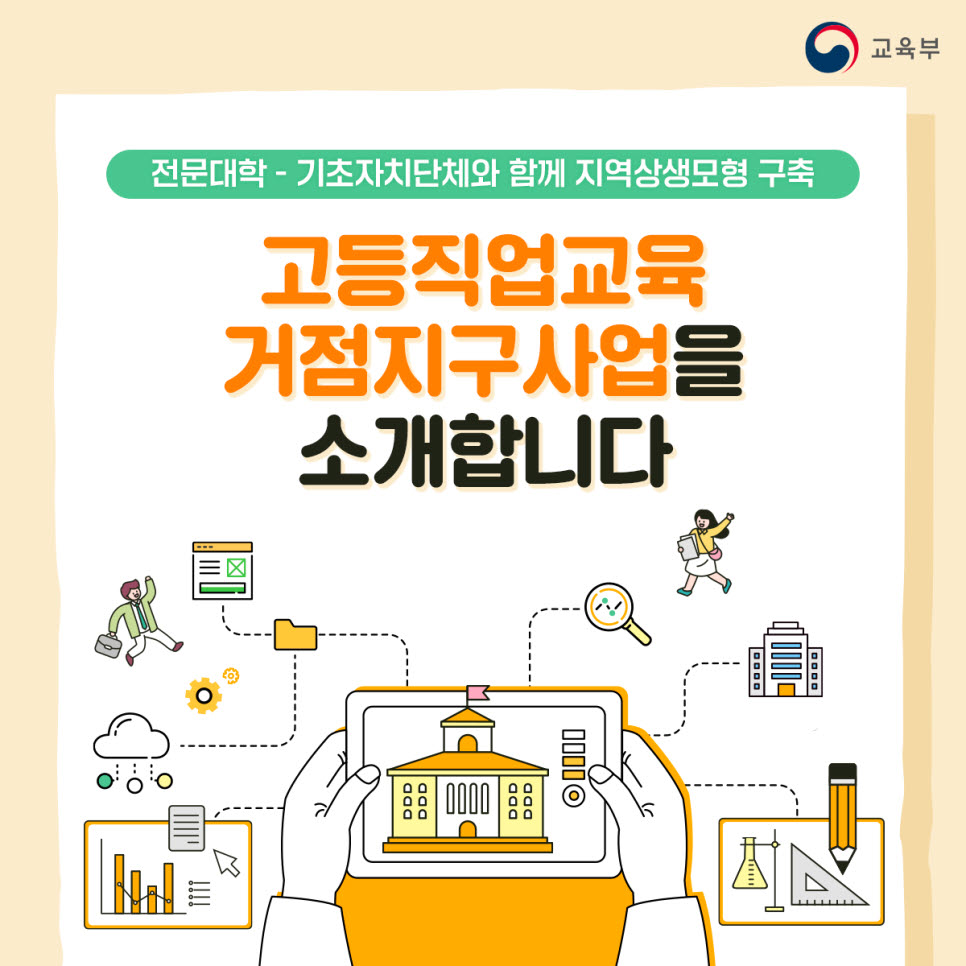 교육부
전문대학 - 기초자치단체와 함께 지역상생모형 구축
고등직업교육
거점지구사업을
소개합니다